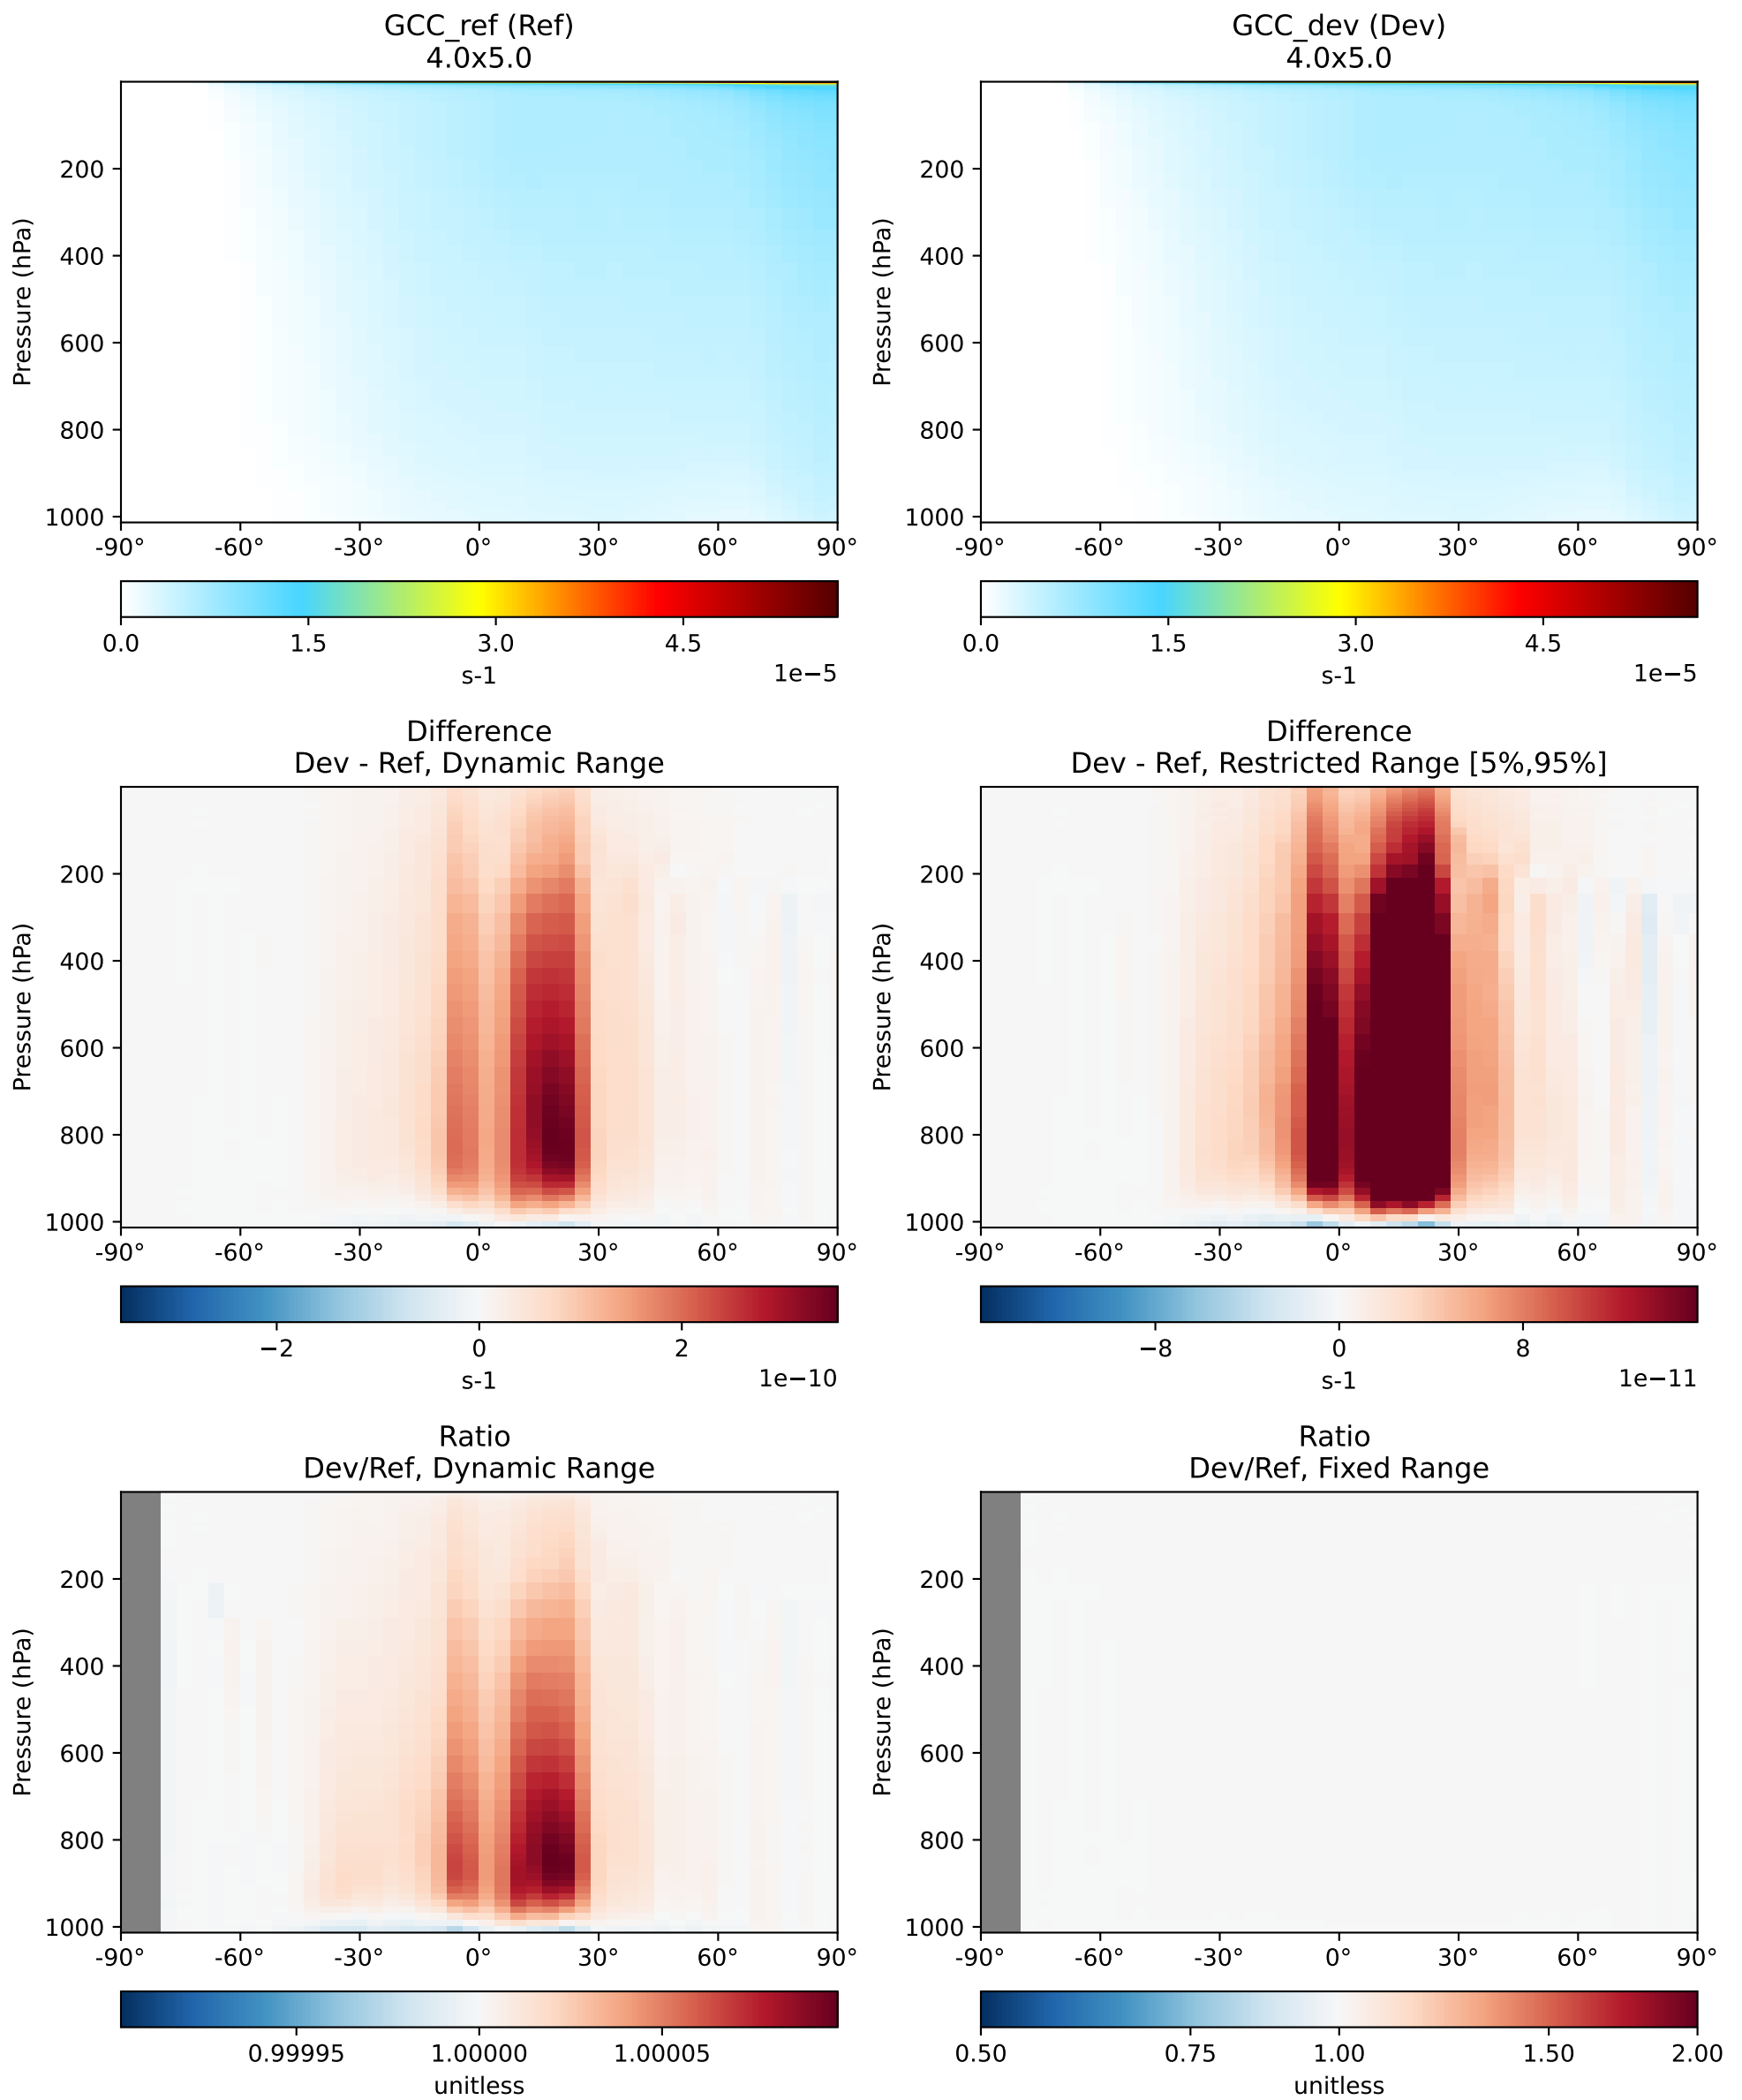 GCC_ref (Ref)
4.0x5.0
GCC_dev (Dev)
4.0x5.0
Pressure (hPa)
200
400
600
800
1000
-90° -60° -30° 0° 30° 60° 90°
0.0 1.5 3.0 4.5
s-1
1e−5
Pressure (hPa)
200
400
600
800
1000
-90° -60° -30° 0° 30° 60° 90°
0.0 1.5 3.0 4.5
s-1
1e−5
Difference
Dev - Ref, Dynamic Range
Difference
Dev - Ref, Restricted Range [5%,95%]
Pressure (hPa)
200
400
600
800
1000
-90° -60° -30° 0° 30° 60° 90°
−2 0 2
s-1
1e−10
Pressure (hPa)
200
400
600
800
1000
-90° -60° -30° 0° 30° 60° 90°
−8 0 8
s-1
1e−11
Ratio
Dev/Ref, Dynamic Range
Ratio
Dev/Ref, Fixed Range
Pressure (hPa)
200
400
600
800
1000
-90° -60° -30° 0° 30° 60° 90°
0.99995 1.00000 1.00005
unitless
Pressure (hPa)
200
400
600
800
1000
-90° -60° -30° 0° 30° 60° 90°
0.50 0.75 1.00 1.50 2.00
unitless